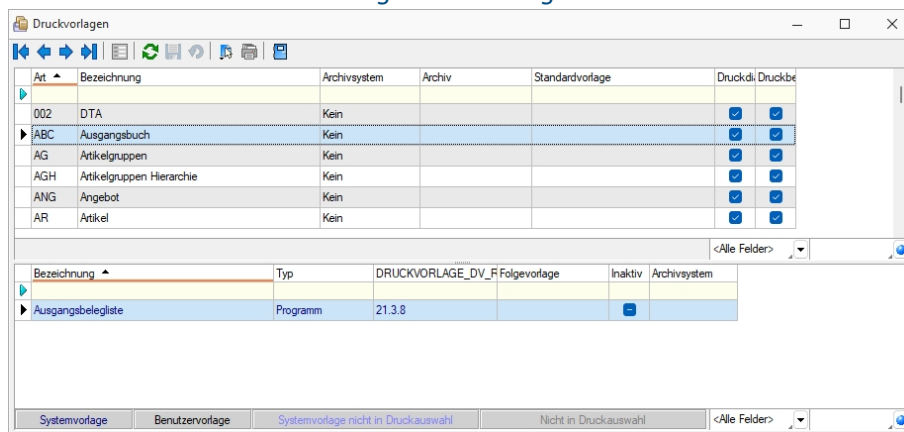 Druckvorlagen
Art Bezeichnung Archivsystem Archiv Standardvorlage Druckdi Druckbe
002 DTA Kein
ABC Ausgangsbuch Kein
AG Artikelgruppen Kein
AGH Artikelgruppen Hierarchie Kein
ANG Angebot Kein
AR Artikel Kein
<Alle Felder>
Bezeichnung Typ DRUCKVORLAGE_DV_F Folgevorlage Inaktiv Archivsystem
Ausgangsbelegliste Programm 21.3.8
Systemvorlage Benutzervorlage Systemvorlage nicht in Druckauswahl Nicht in Druckauswahl <Alle Felder>